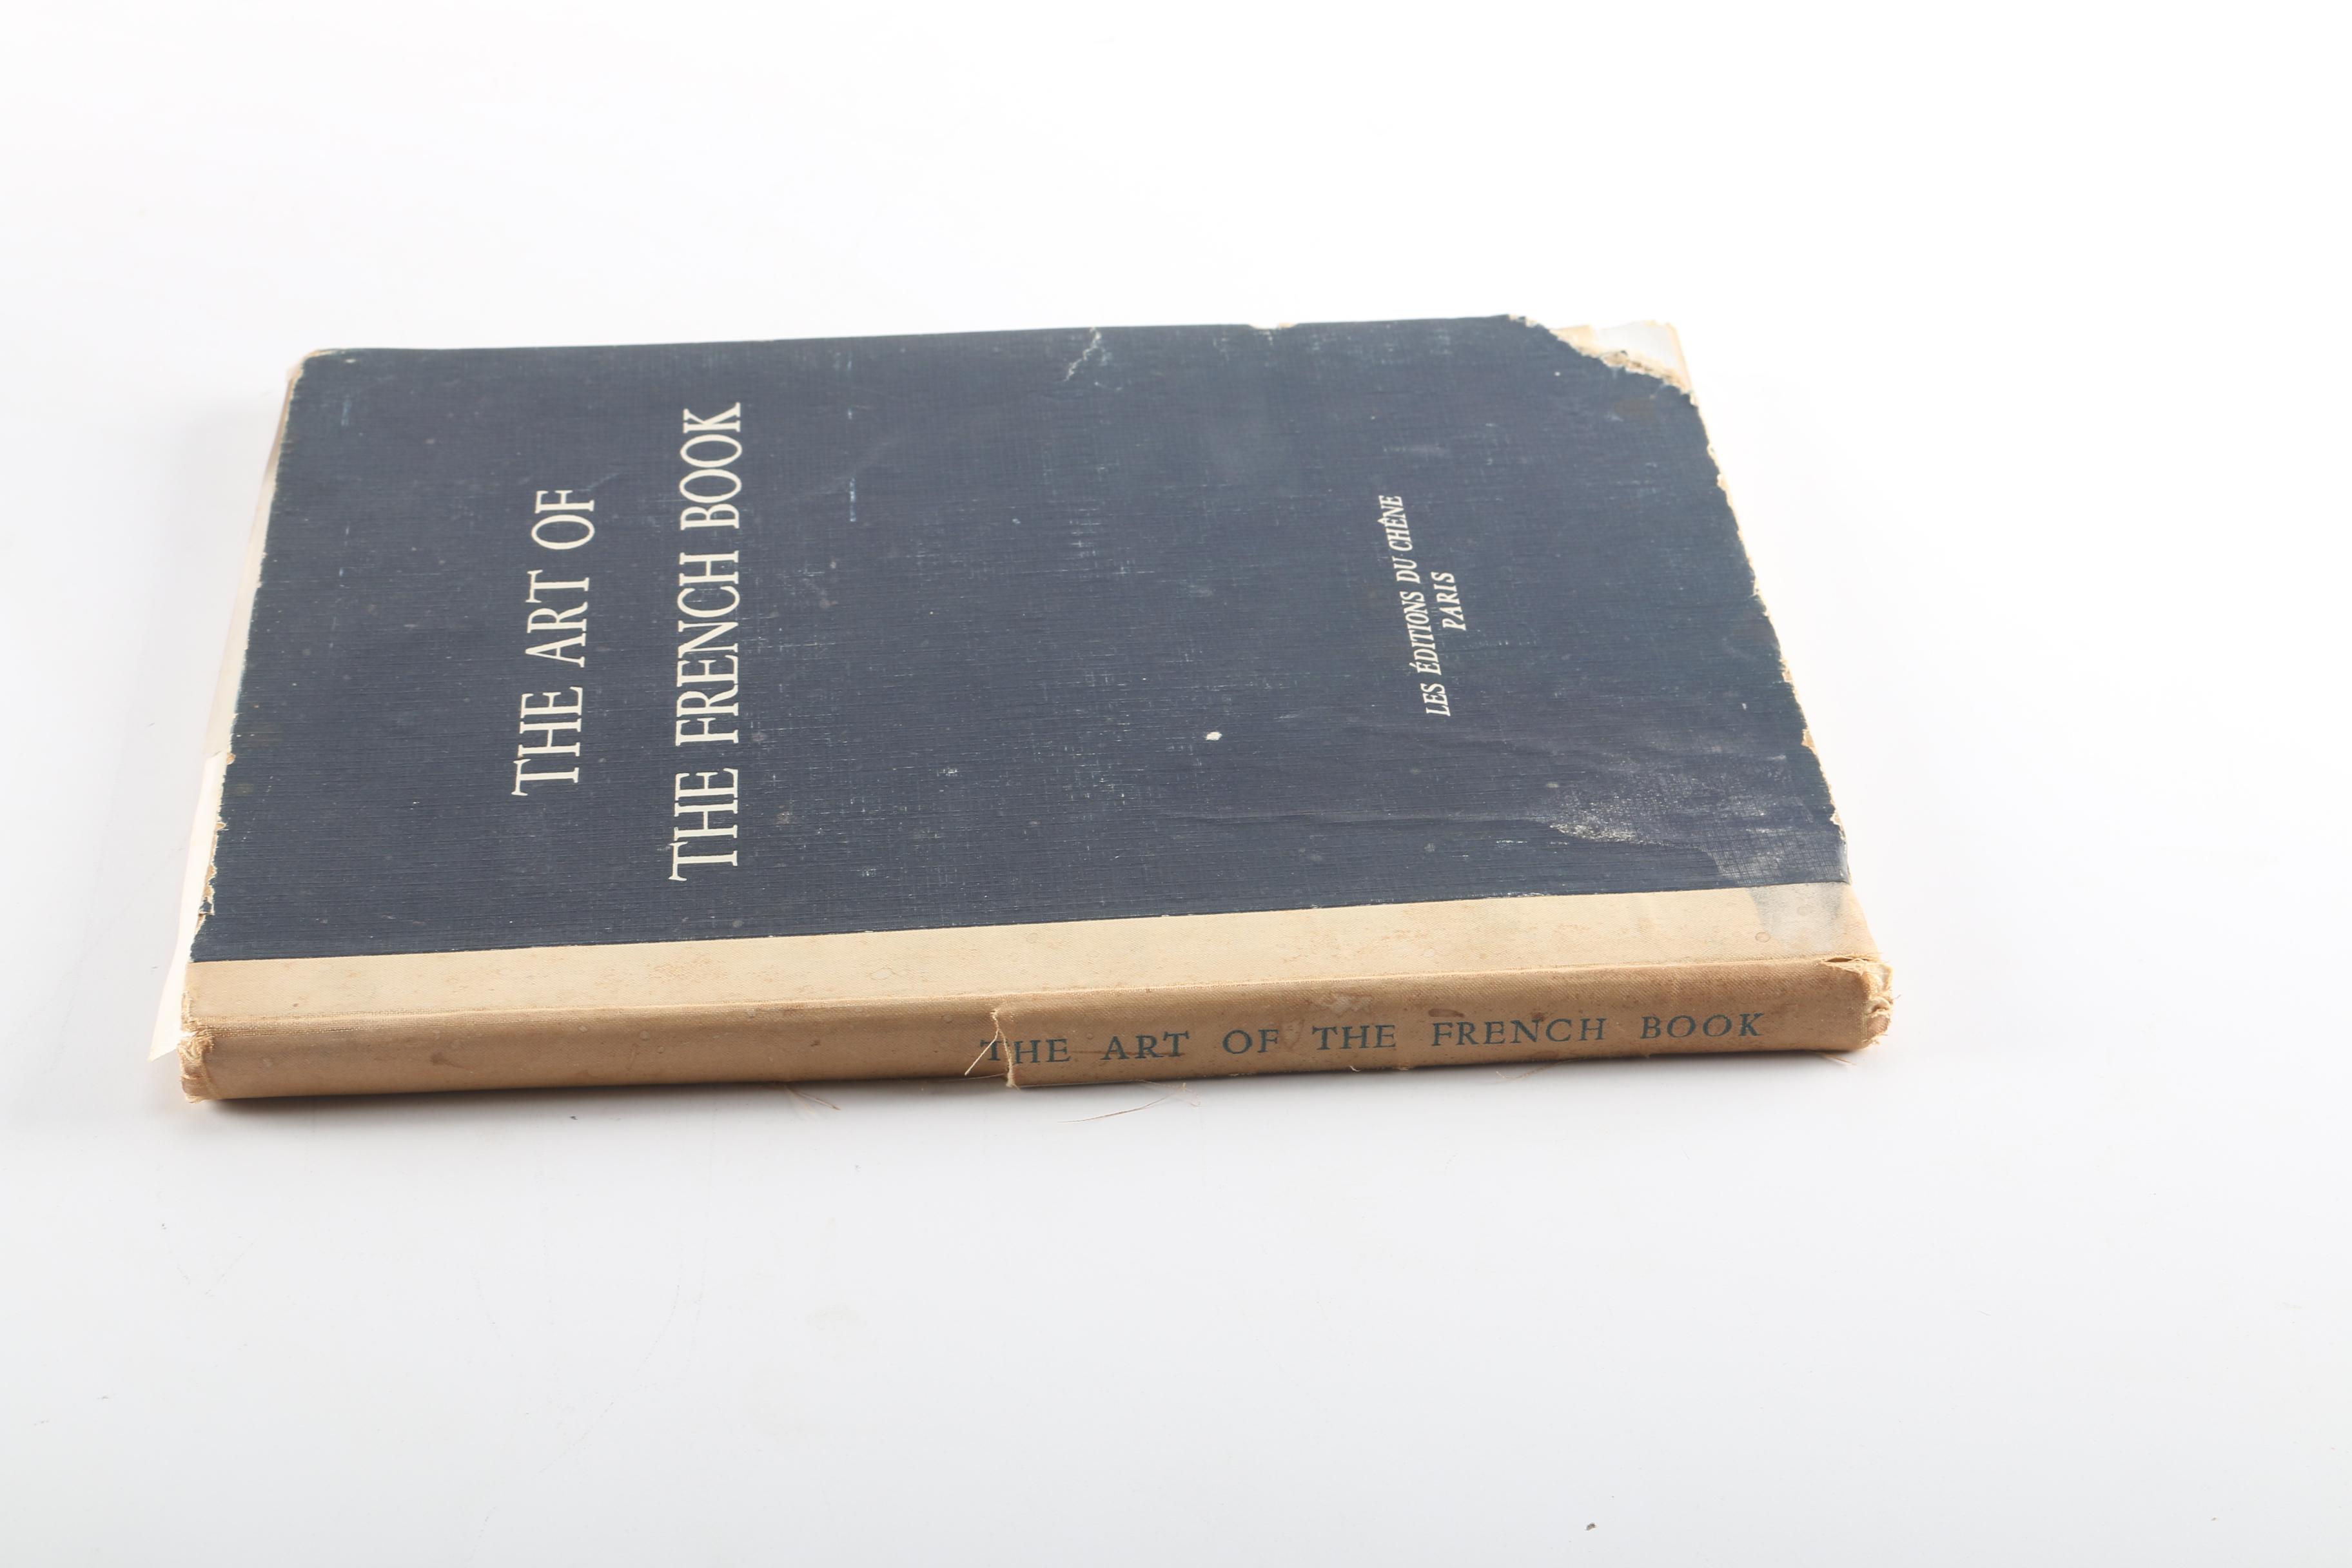 THE ART OF
THE FRENCH BOOK
LES ÉDITIONS DU CHÊNE
PARIS
THE ART OF THE FRENCH BOOK